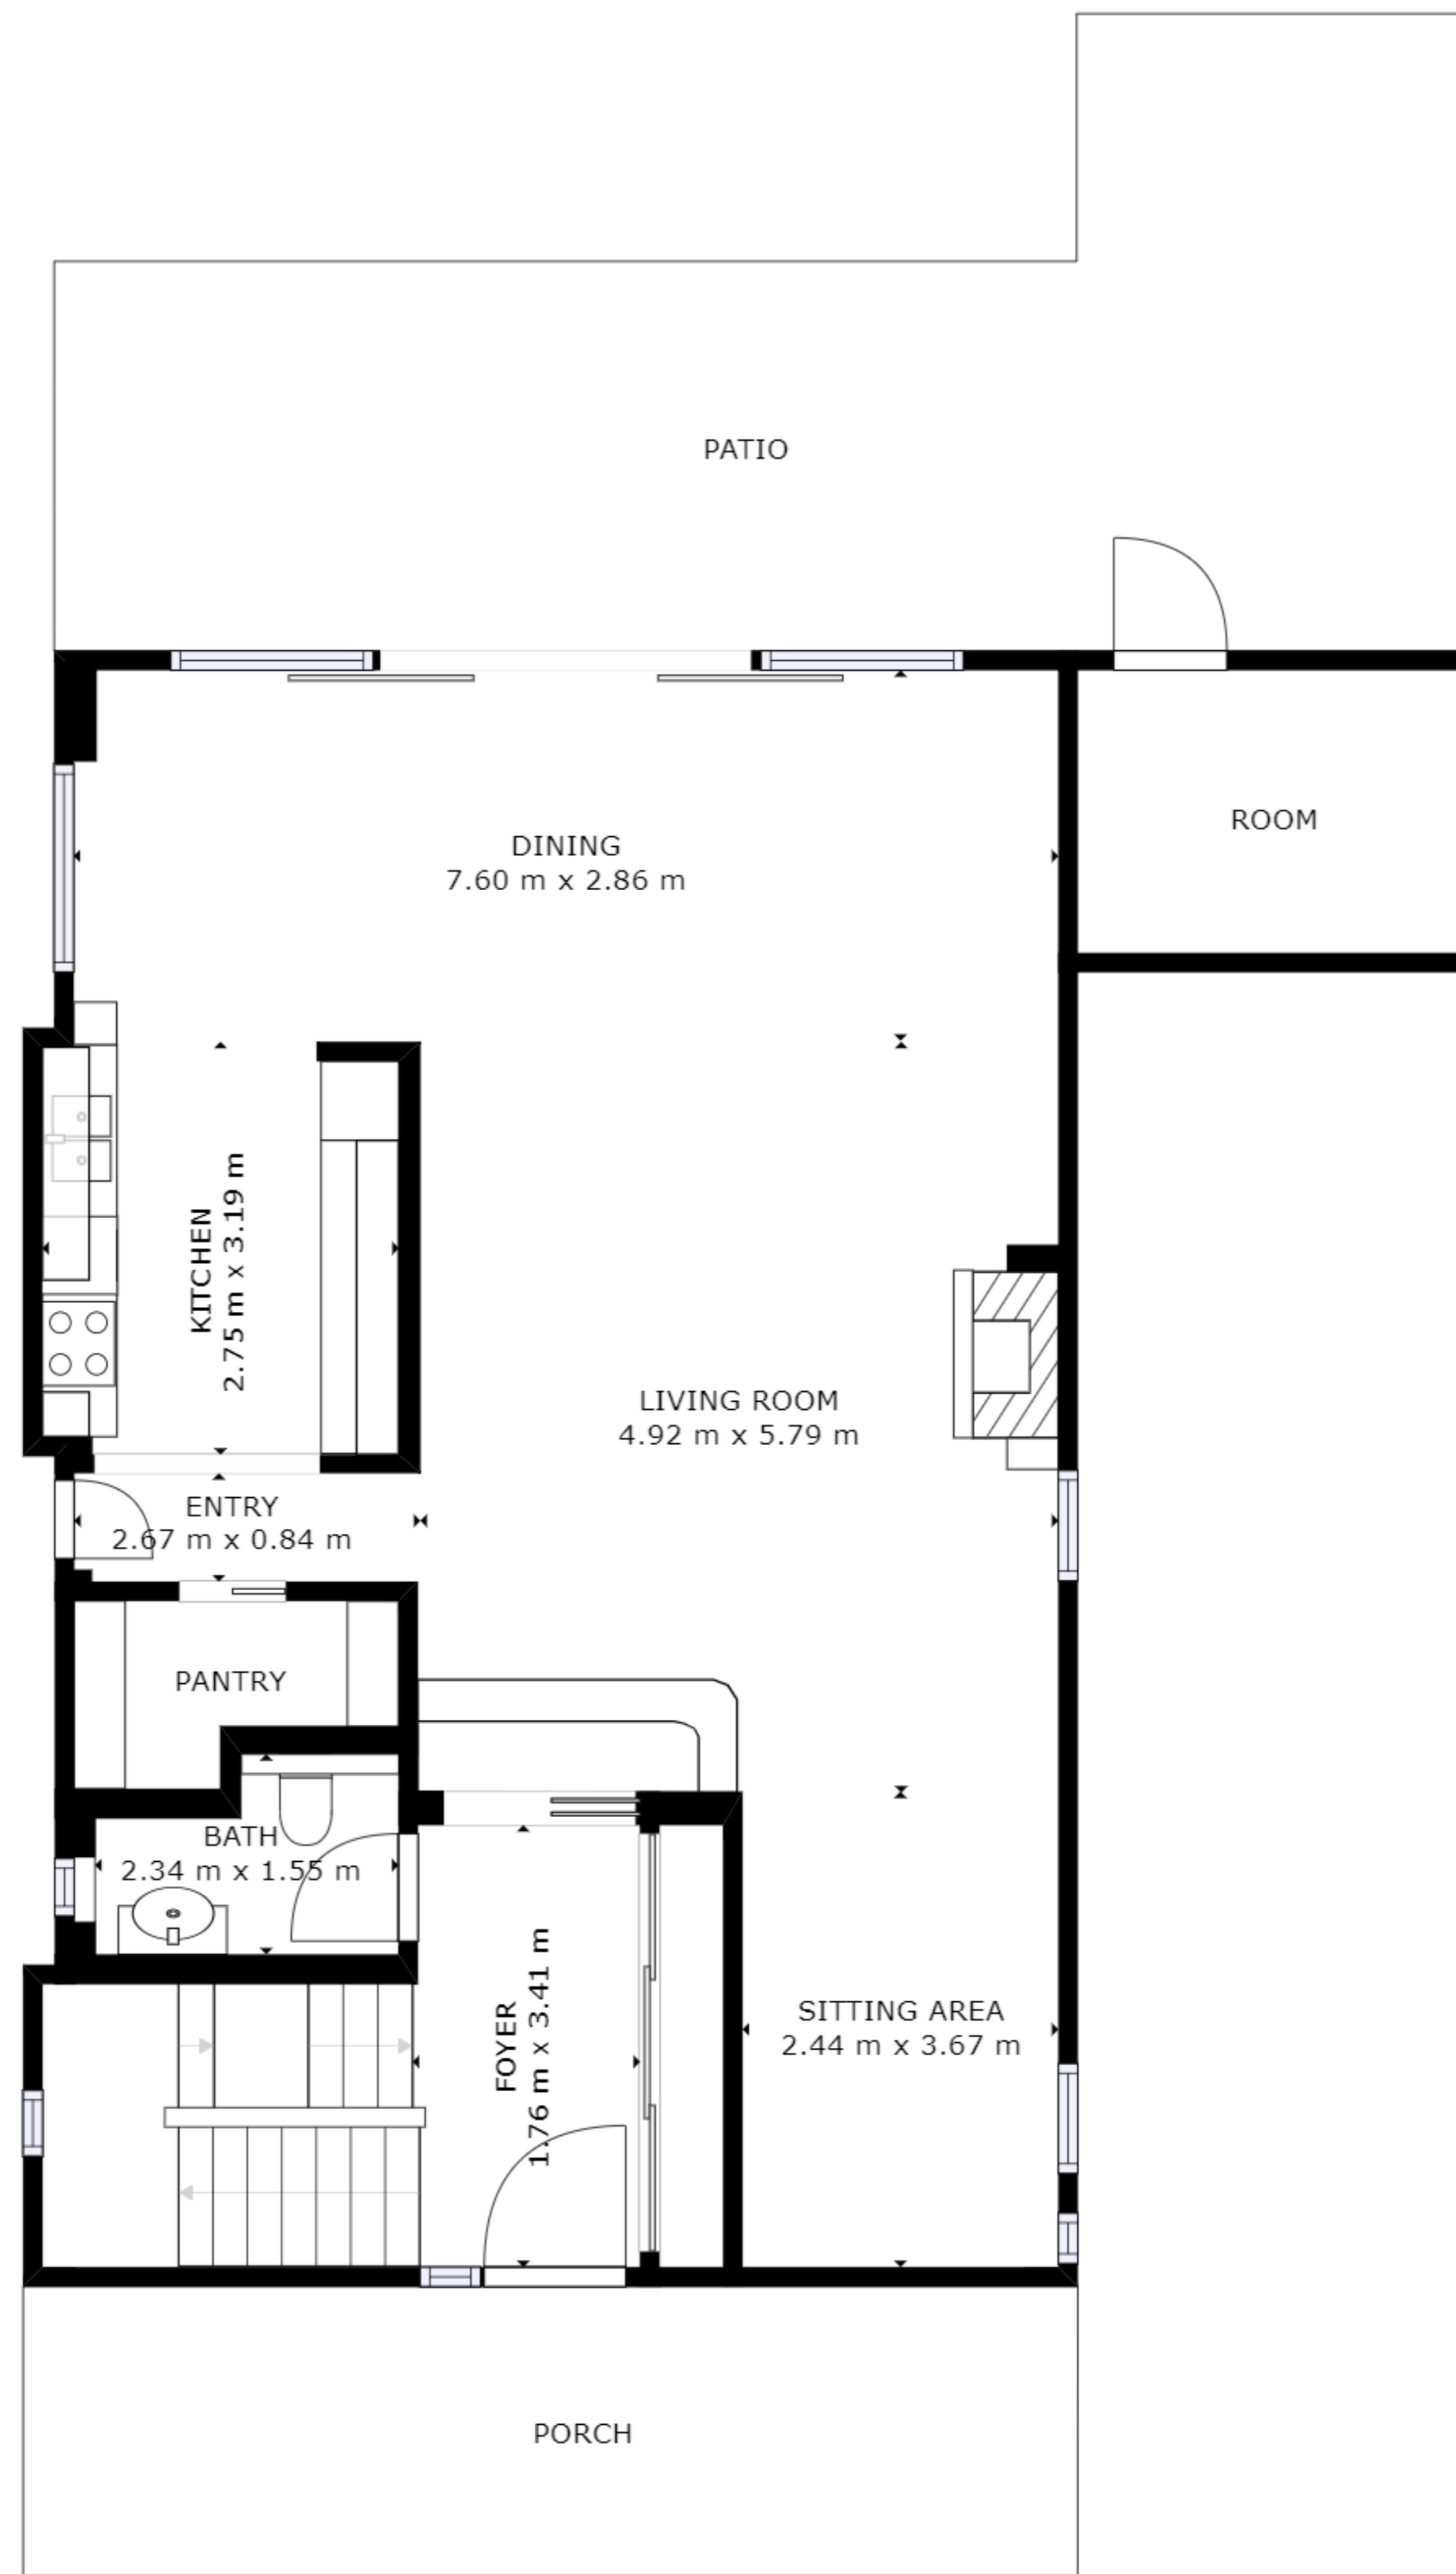 PATIO
ROOM
DINING
7.60 m x 2.86 m
KITCHEN
2.75 m x 3.19 m
LIVING ROOM
4.92 m x 5.79 m
ENTRY
2.67 m x 0.84 m
PANTRY
BATH
2.34 m x 1.55 m
FOYER
1.76 m x 3.41 m
SITTING AREA
2.44 m x 3.67 m
PORCH